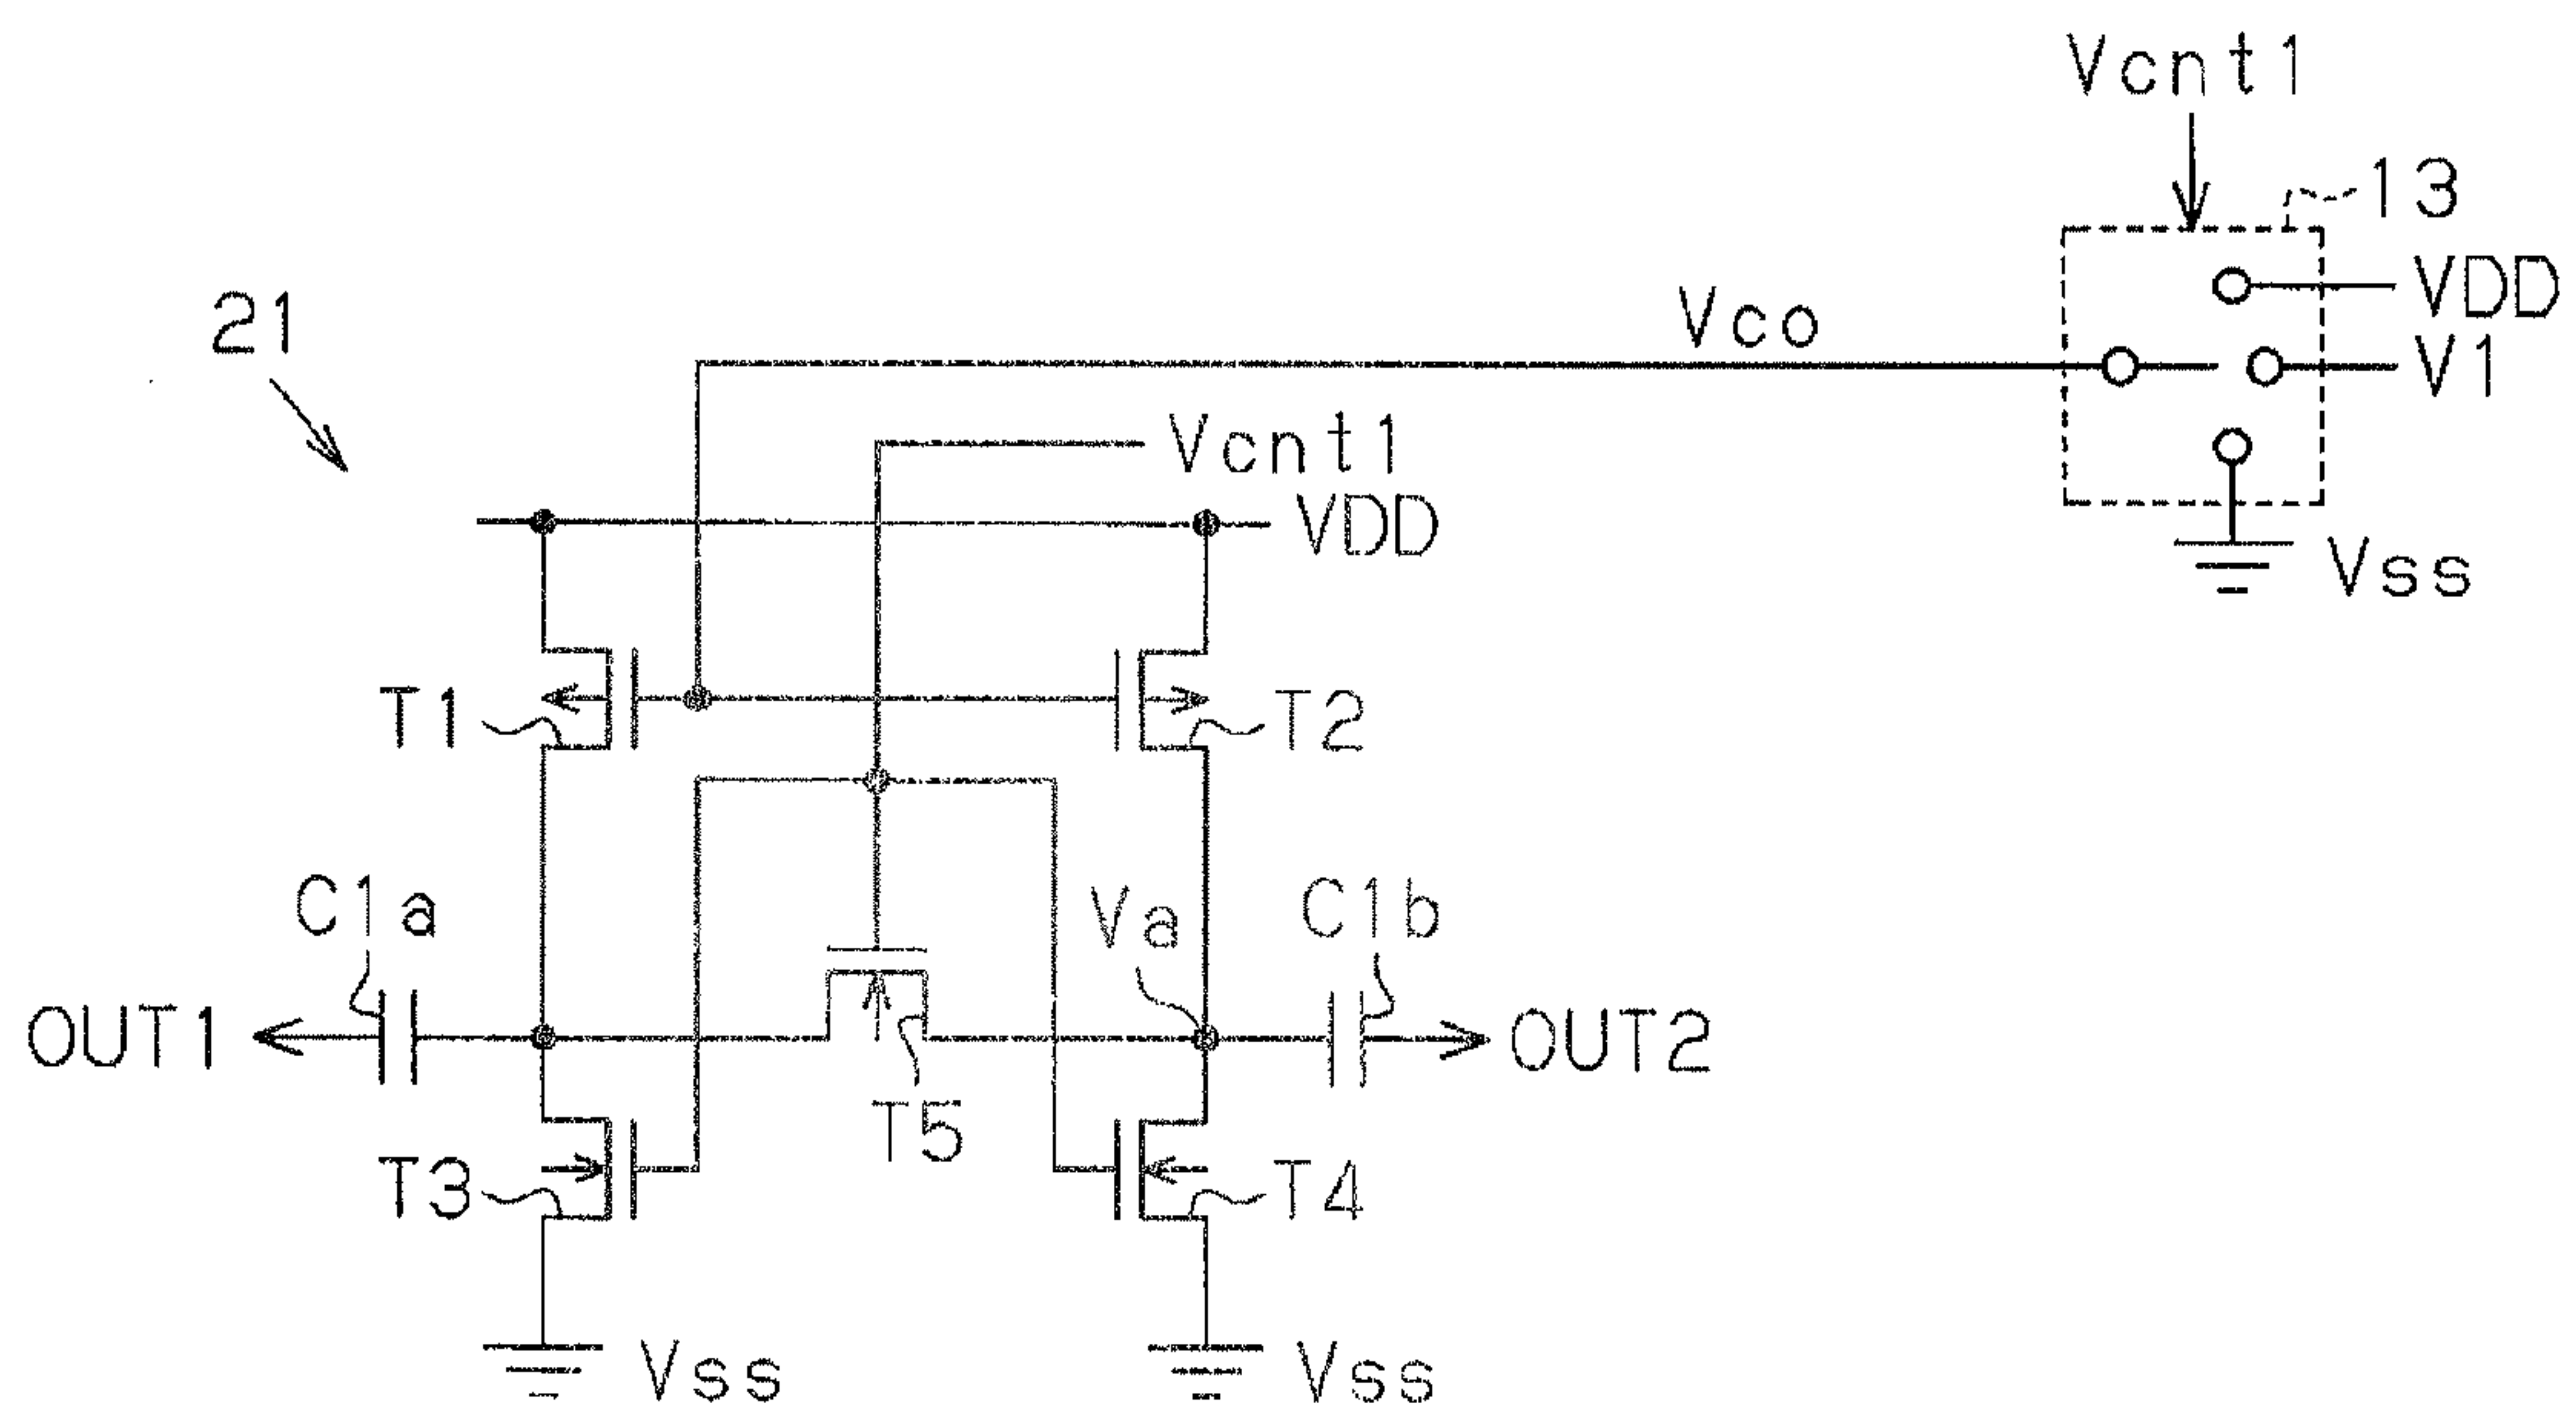 Vcnt1
13
VDD
21
Vco
V1
Vcnt1
VDD
Vss
T1
T2
C1a
Va
C1b
OUT1
OUT2
T5
T3
T4
Vss
Vss